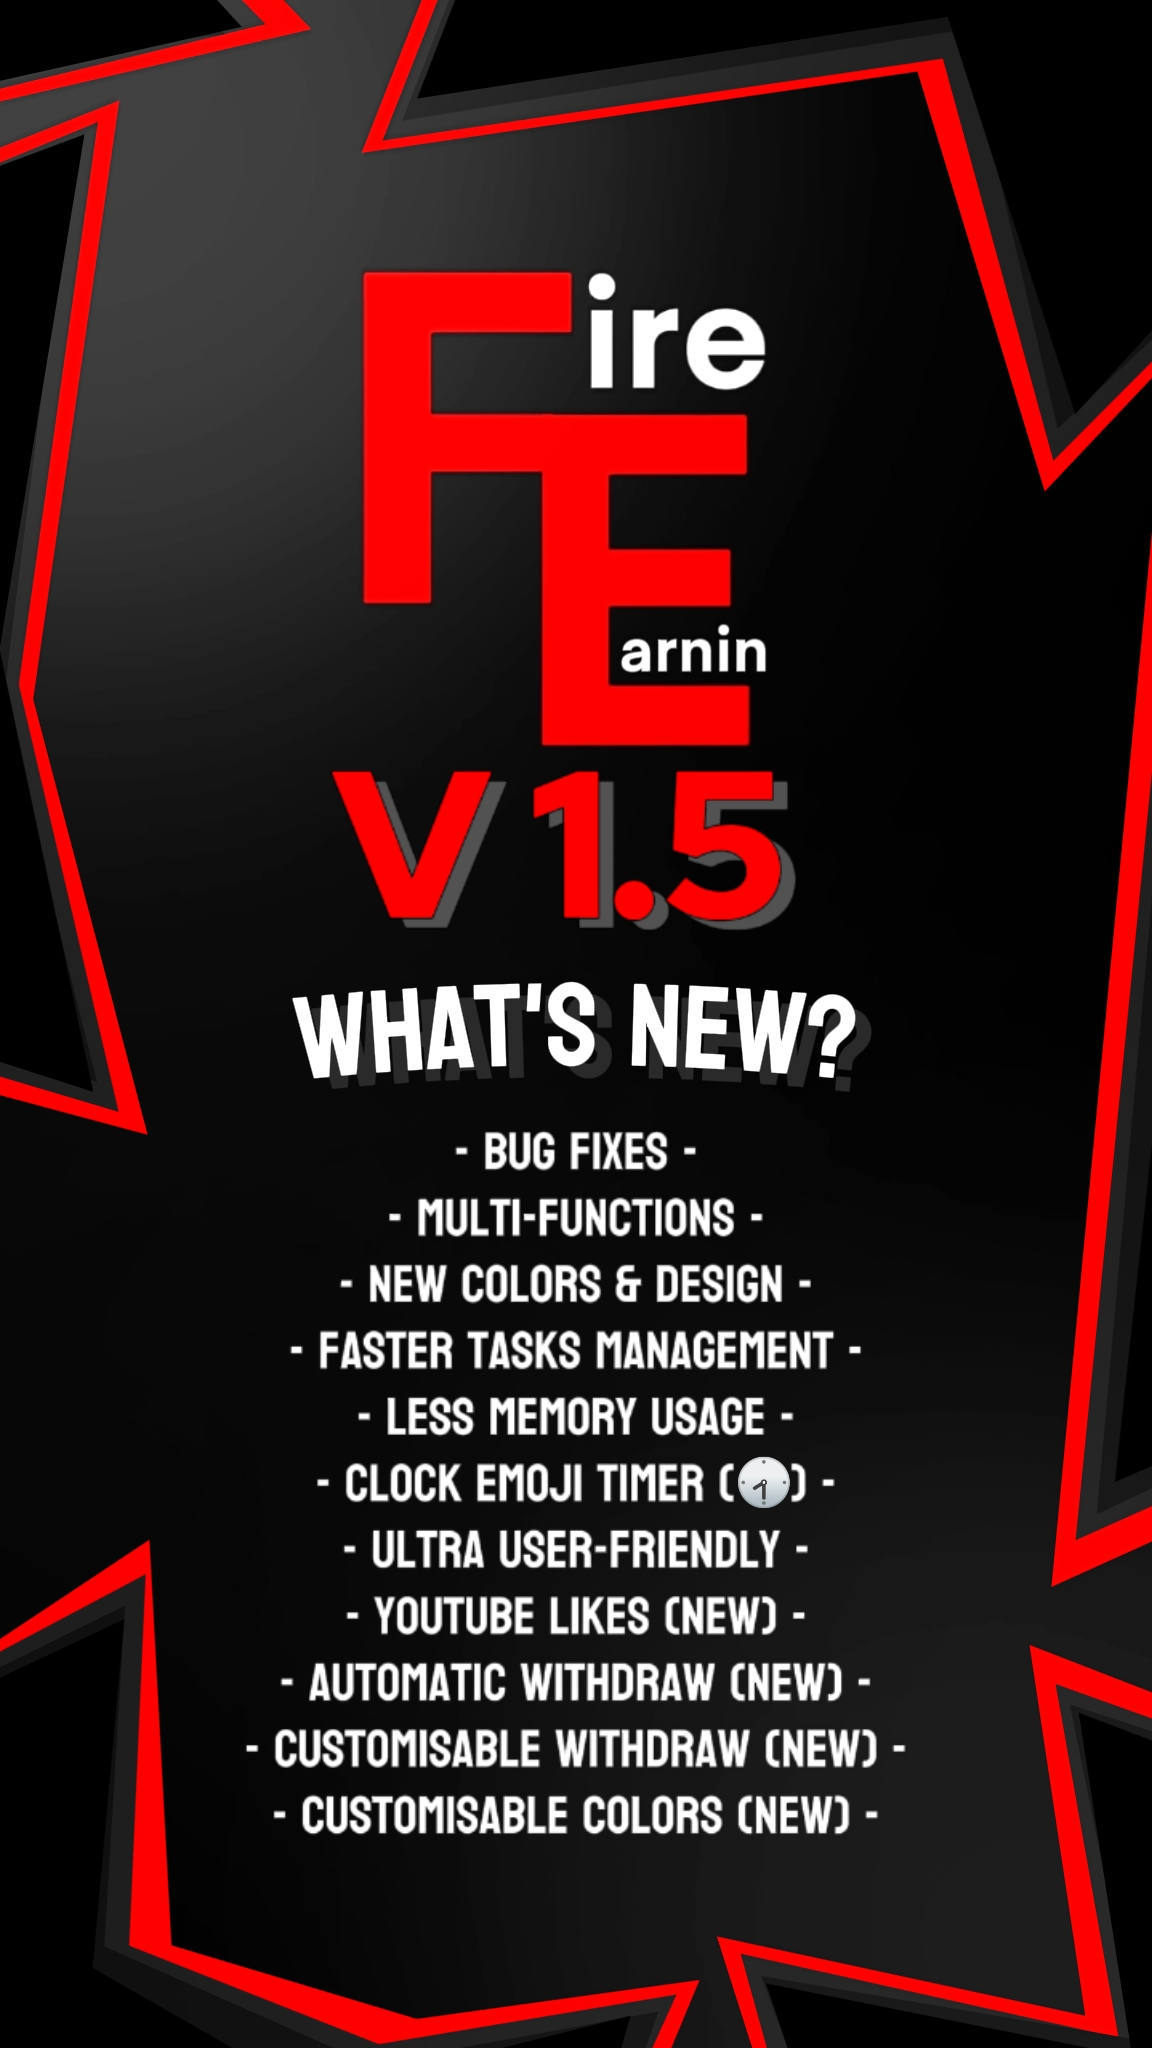 Fire
Earnin
V 1.5
WHAT'S NEW?
- BUG FIXES -
- MULTI-FUNCTIONS -
- NEW COLORS & DESIGN -
- FASTER TASKS MANAGEMENT -
- LESS MEMORY USAGE -
- CLOCK EMOJI TIMER (🕢) -
- ULTRA USER-FRIENDLY -
- YOUTUBE LIKES (NEW) -
- AUTOMATIC WITHDRAW (NEW) -
- CUSTOMISABLE WITHDRAW (NEW) -
- CUSTOMISABLE COLORS (NEW) -